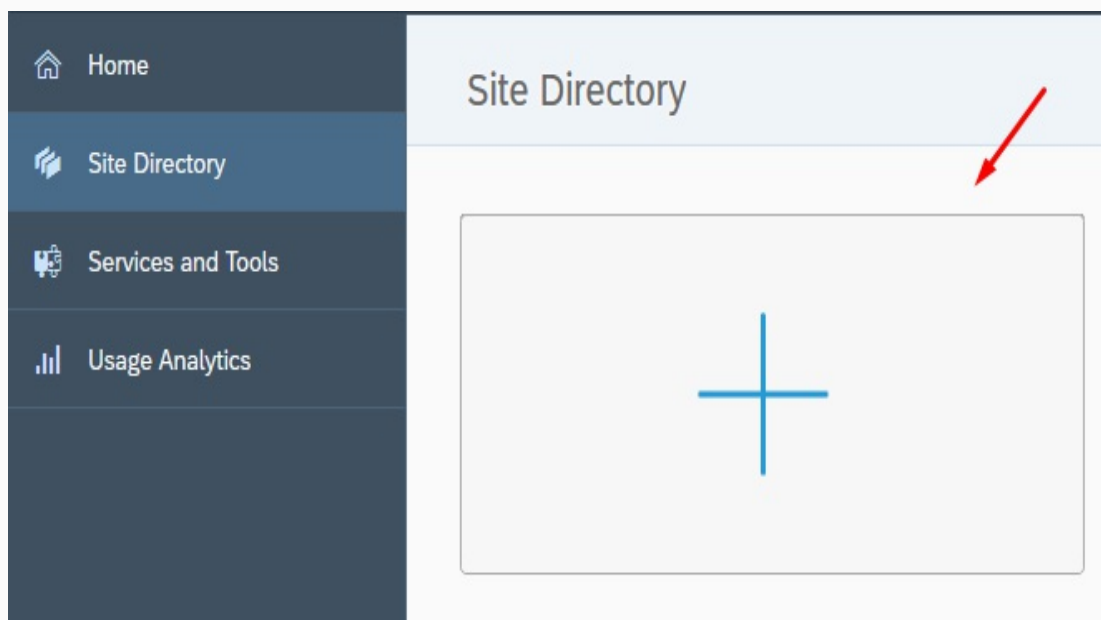 Home
Site Directory
Services and Tools
Usage Analytics
Site Directory